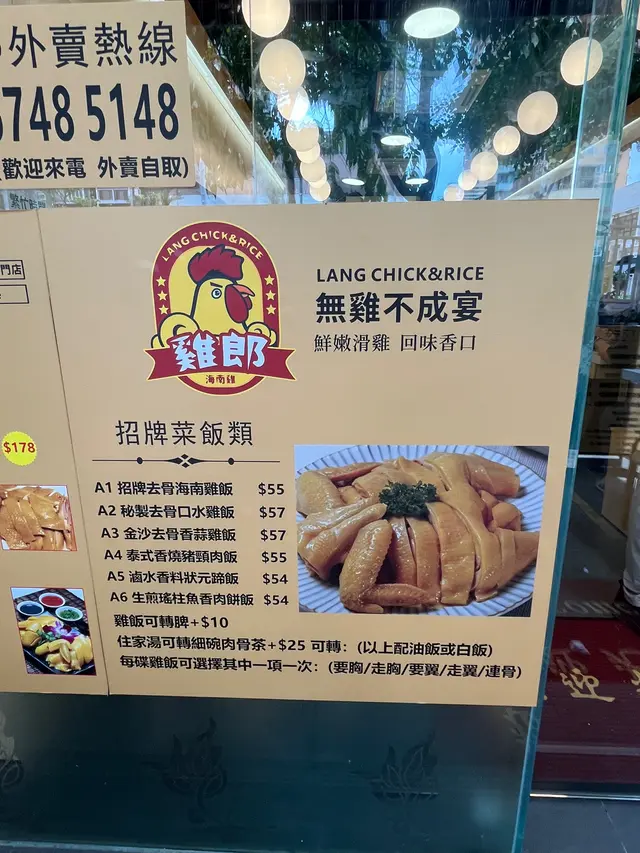 外賣熱線
748 5148
歡迎來電 外賣自取)
門店
$178
LANG CHICK&RICE
雞郎
海南雞
LANG CHICK&RICE
無雞不成宴
鮮嫩滑雞 回味香口
招牌菜飯類
A1 招牌去骨海南雞飯 $55
A2 秘製去骨口水雞飯 $57
A3 金沙去骨香蒜雞飯 $57
A4 泰式香燒豬頸肉飯 $55
A5 滷水香料狀元蹄飯 $54
A6 生煎瑤柱魚香肉餅飯 $54
雞飯可轉脾+$10
住家湯可轉細碗肉骨茶+$25 可轉：(以上配油飯或白飯)
每碟雞飯可選擇其中一項一次：(要胸/走胸/要翼/走翼/連骨)
迎